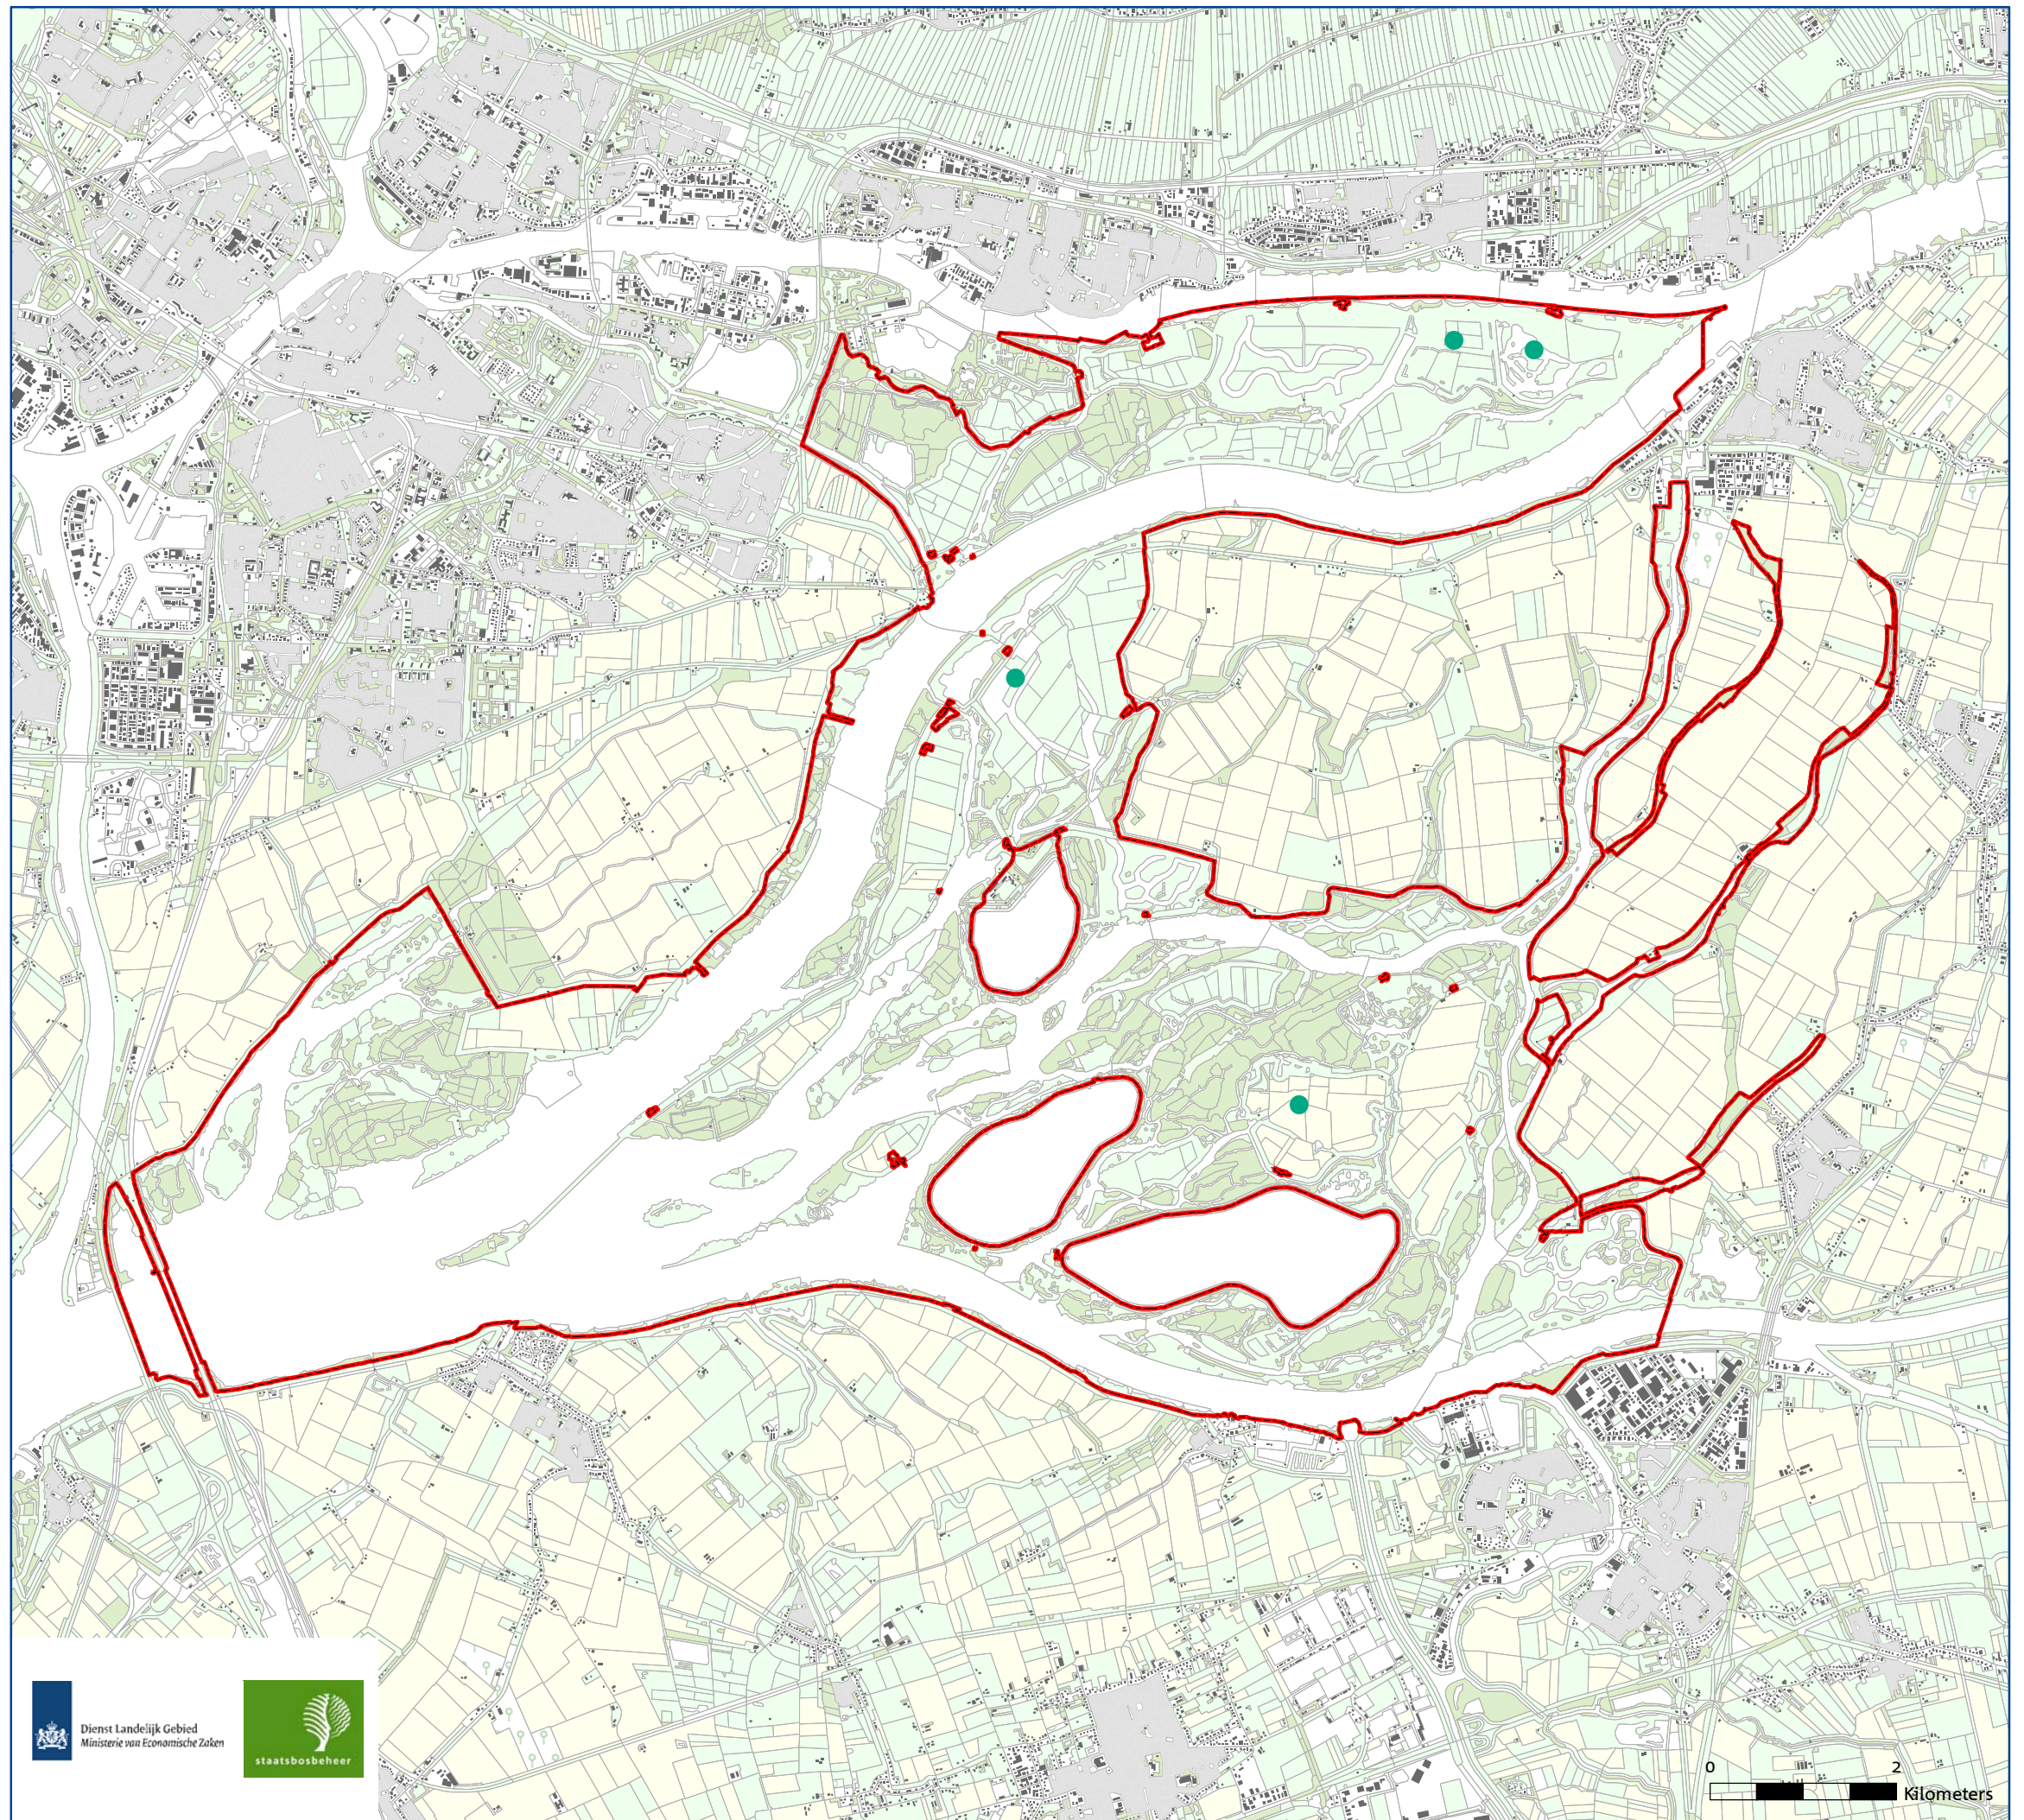 Dienst Landelijk Gebied
Ministerie van Economische Zaken
staatsbosbeheer
0 2
Kilometers